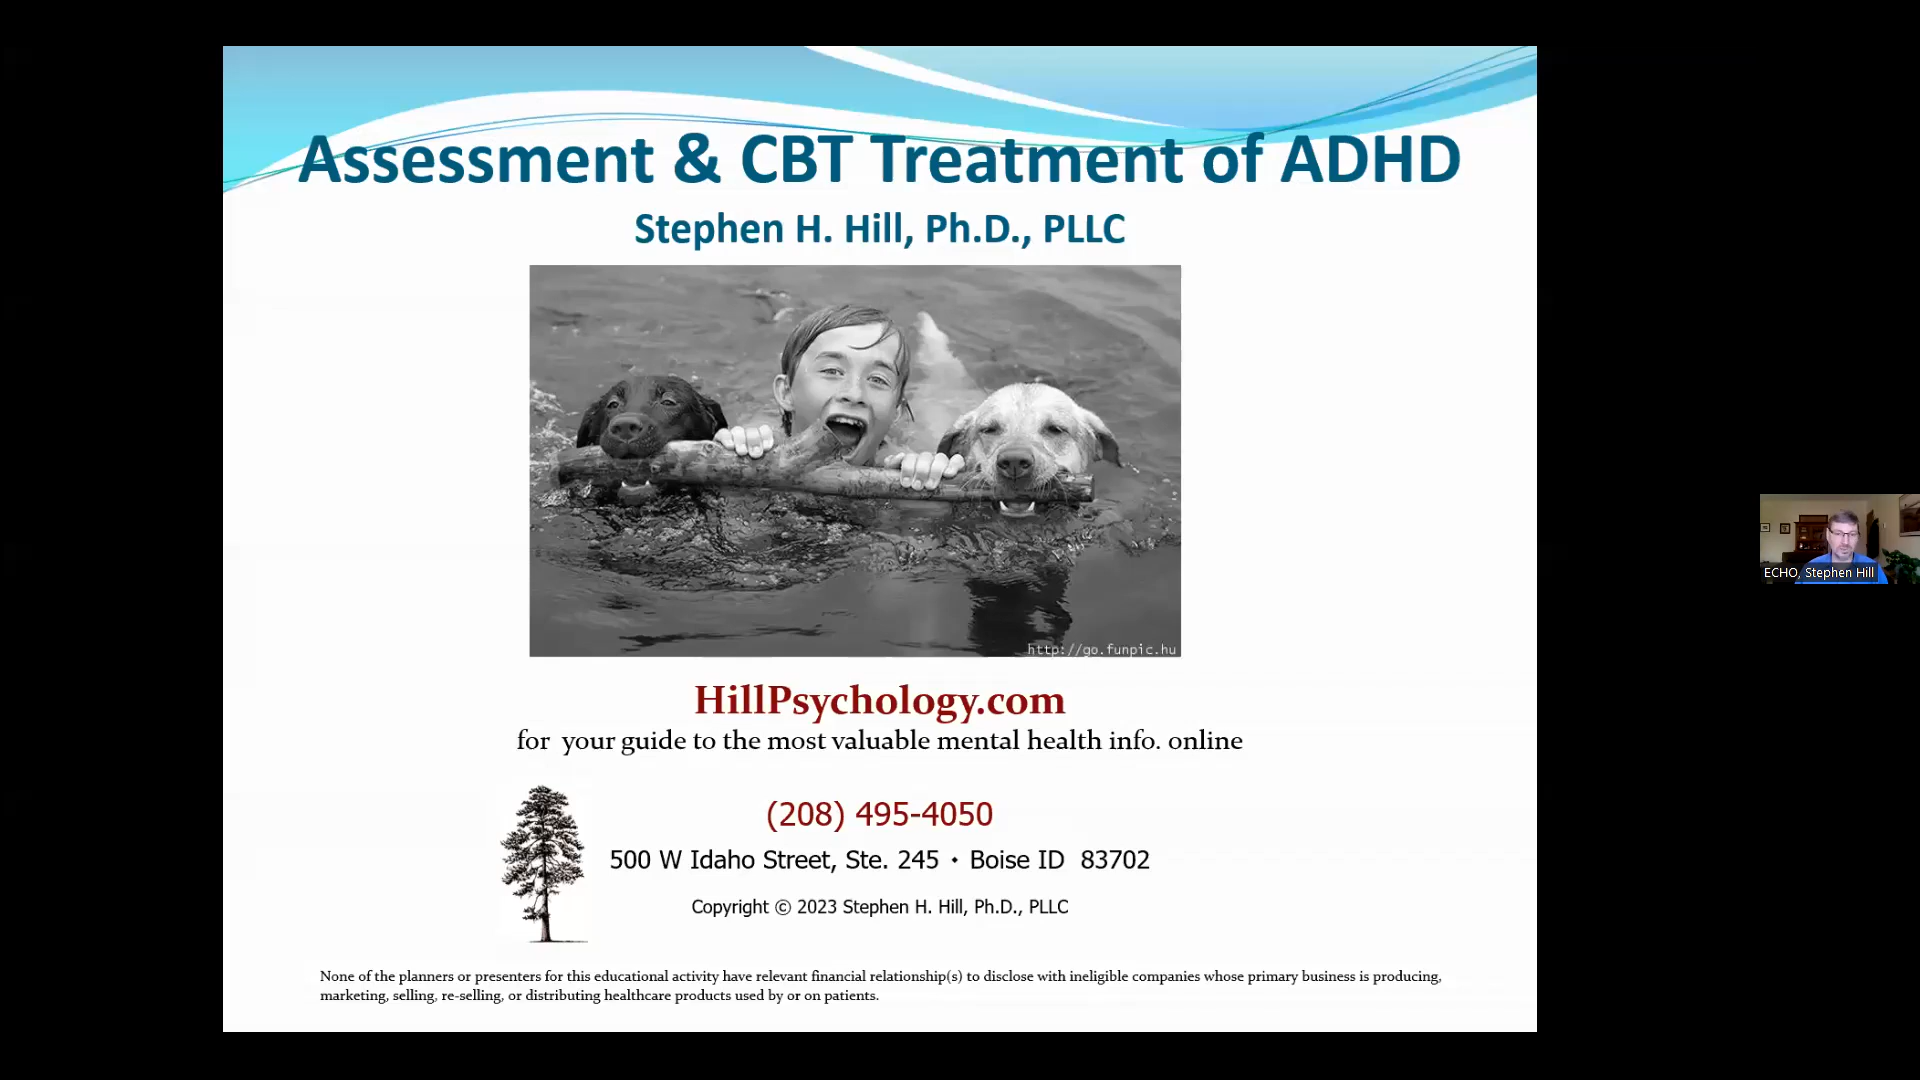 Assessment & CBT Treatment of ADHD
Stephen H. Hill, Ph.D., PLLC
http://go.funpic.hu
HillPsychology.com
for your guide to the most valuable mental health info. online
(208) 495-4050
500 W Idaho Street, Ste. 245 • Boise ID 83702
Copyright © 2023 Stephen H. Hill, Ph.D., PLLC
None of the planners or presenters for this educational activity have relevant financial relationship(s) to disclose with ineligible companies whose primary business is producing,
marketing, selling, re-selling, or distributing healthcare products used by or on patients.
ECHO, Stephen Hill